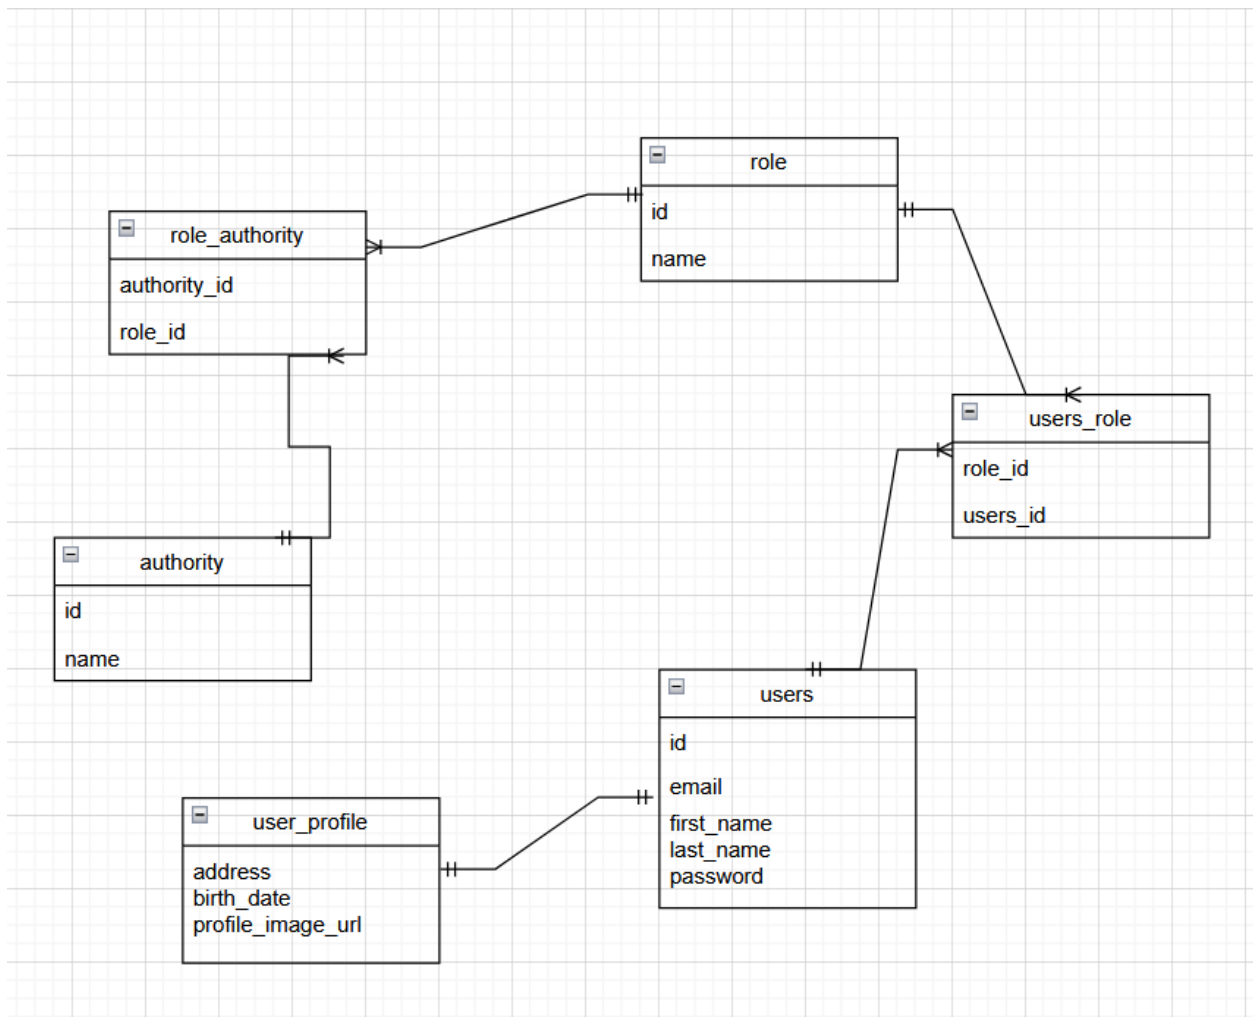 role
id
name
role_authority
authority_id
role_id
users_role
role_id
users_id
authority
id
name
users
id
email
first_name
last_name
password
user_profile
address
birth_date
profile_image_url